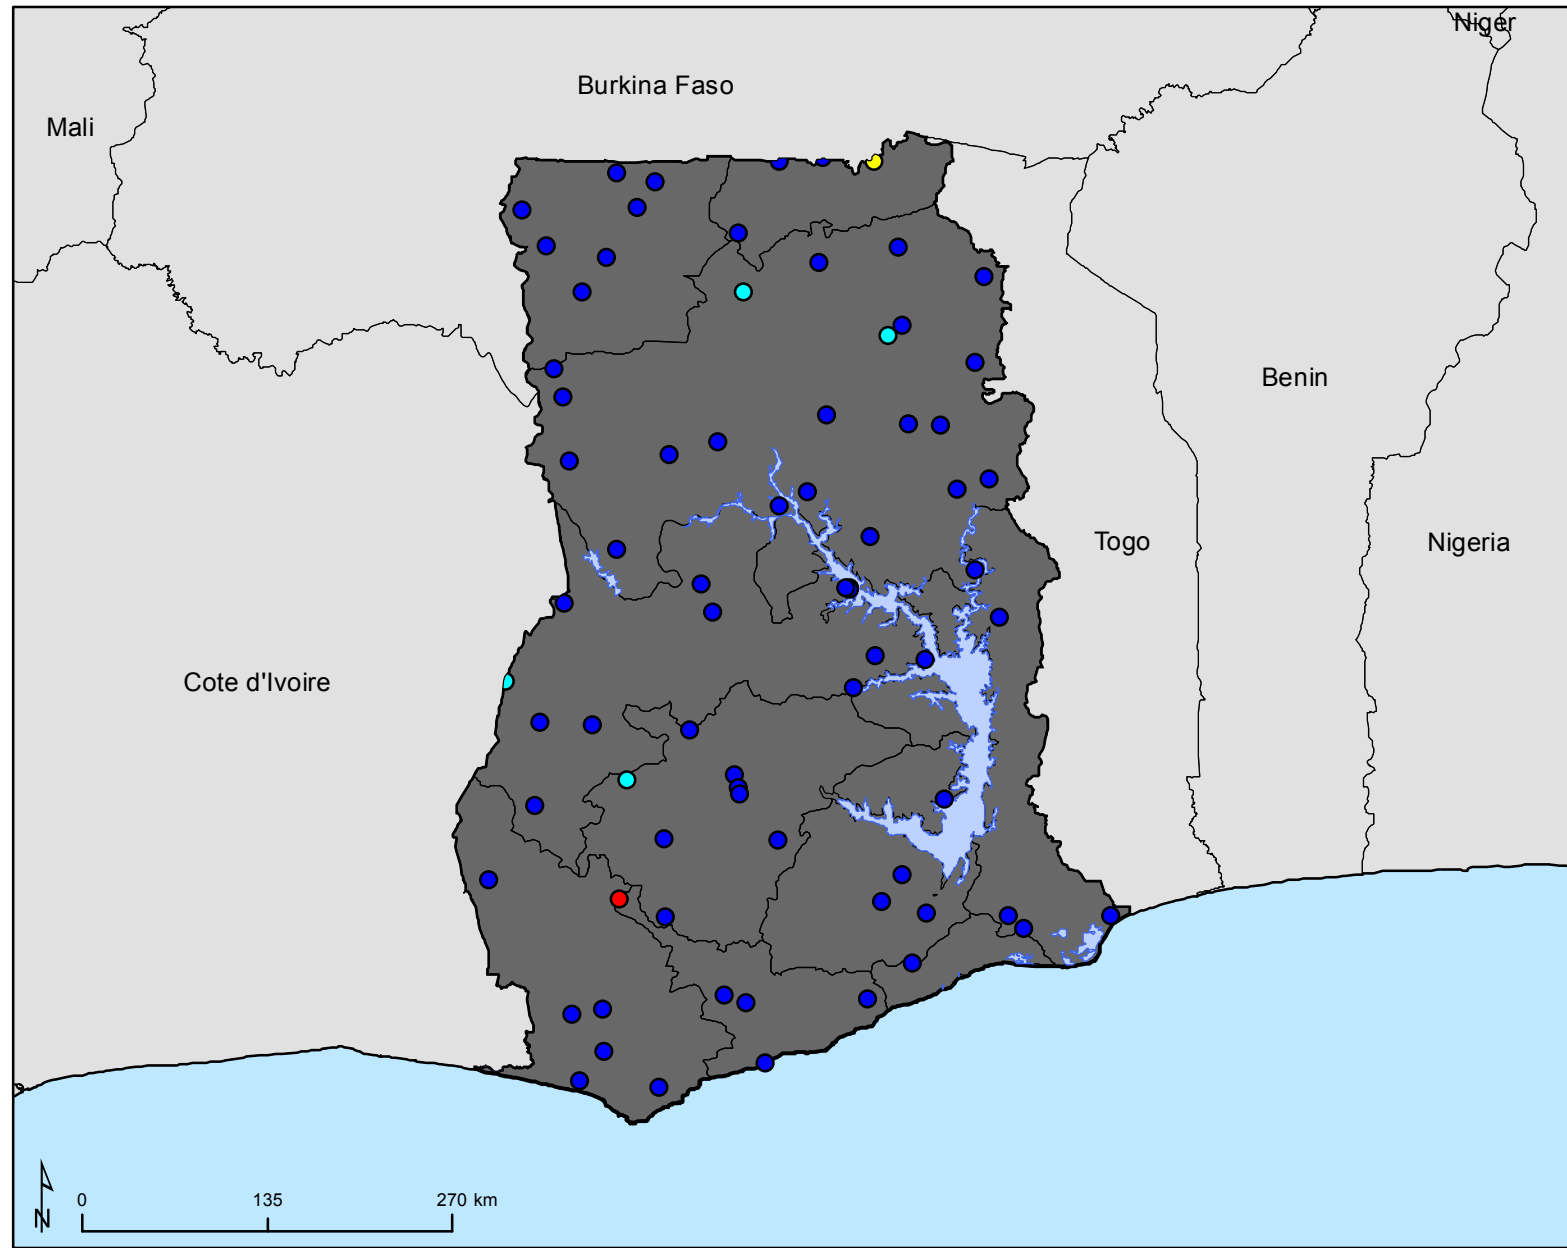 Niger
Burkina Faso
Mali
Benin
Togo
Nigeria
Cote d'Ivoire
N
0 135 270 km